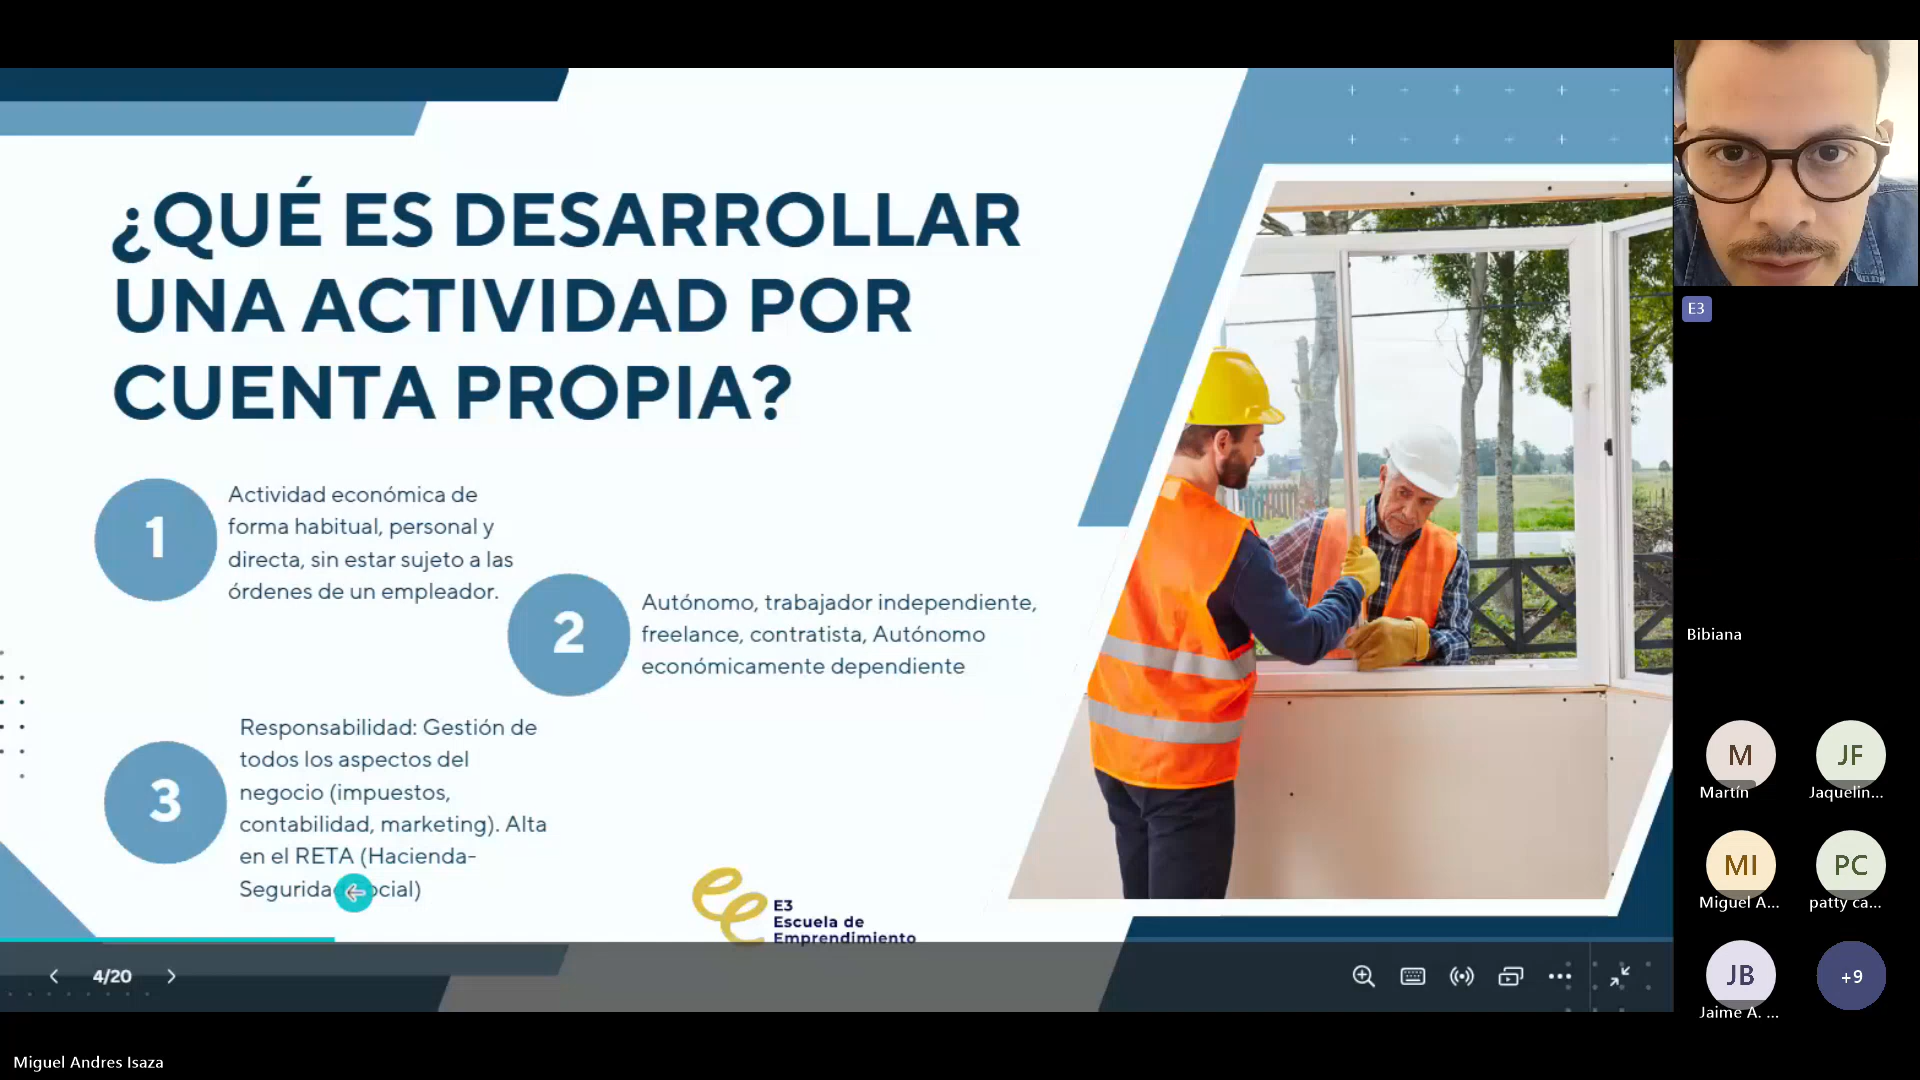 ¿QUÉ ES DESARROLLAR
UNA ACTIVIDAD POR
CUENTA PROPIA?
1
Actividad económica de
forma habitual, personal y
directa, sin estar sujeto a las
órdenes de un empleador.
2
Autónomo, trabajador independiente,
freelance, contratista, Autónomo
económicamente dependiente
3
Responsabilidad: Gestión de
todos los aspectos del
negocio (impuestos,
contabilidad, marketing). Alta
en el RETA (Hacienda-
E3
Escuela de
Emprendimiento
4/20
Miguel Andres Isaza
E3
Bibiana
M
Martín
JF
Jaquelin...
MI
Miguel A...
PC
patty ca...
JB
Jaime A. ...
+9